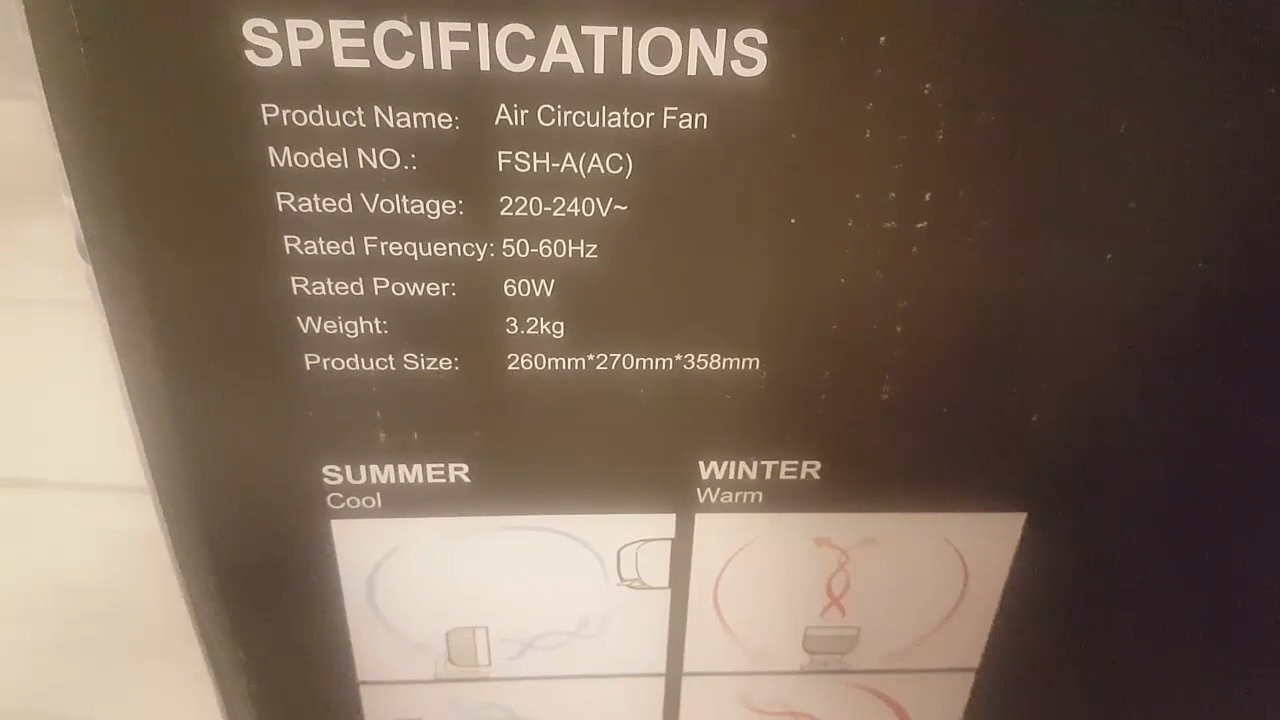 SPECIFICATIONS
Product Name: Air Circulator Fan
Model NO.: FSH-A(AC)
Rated Voltage: 220-240V~
Rated Frequency: 50-60Hz
Rated Power: 60W
Weight: 3.2kg
Product Size: 260mm*270mm*358mm
SUMMER WINTER
Cool Warm